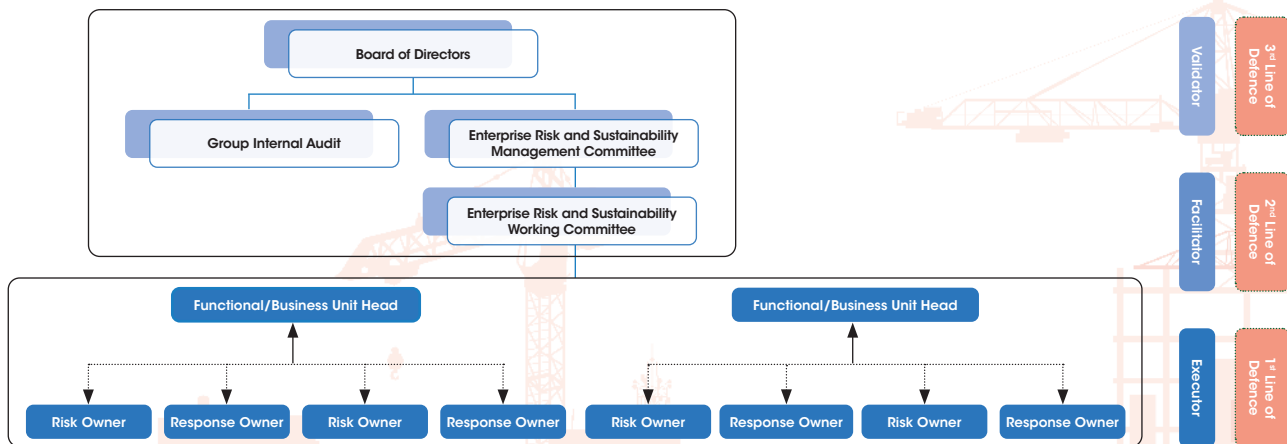 Board of Directors
Group Internal Audit
Enterprise Risk and Sustainability
Management Committee
Enterprise Risk and Sustainability
Working Committee
Functional/Business Unit Head
Functional/Business Unit Head
Risk Owner
Response Owner
Risk Owner
Response Owner
Risk Owner
Response Owner
Risk Owner
Response Owner
Validator
3rd Line of
Defence
Facilitator
2nd Line of
Defence
Executor
1st Line of
Defence